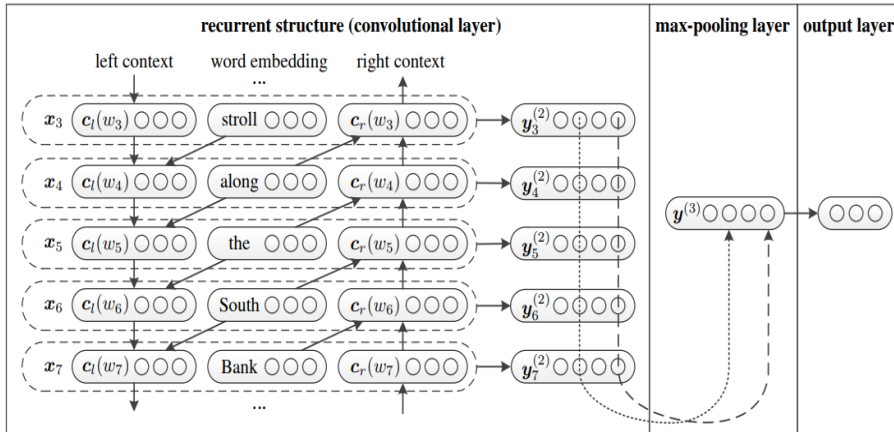 recurrent structure (convolutional layer) max-pooling layer output layer
left context word embedding right context
...
x₃ cₗ(w₃) stroll cᵣ(w₃) y₃⁽²⁾
x₄ cₗ(w₄) along cᵣ(w₄) y₄⁽²⁾
y⁽³⁾
x₅ cₗ(w₅) the cᵣ(w₅) y₅⁽²⁾
x₆ cₗ(w₆) South cᵣ(w₆) y₆⁽²⁾
x₇ cₗ(w₇) Bank cᵣ(w₇) y₇⁽²⁾
...